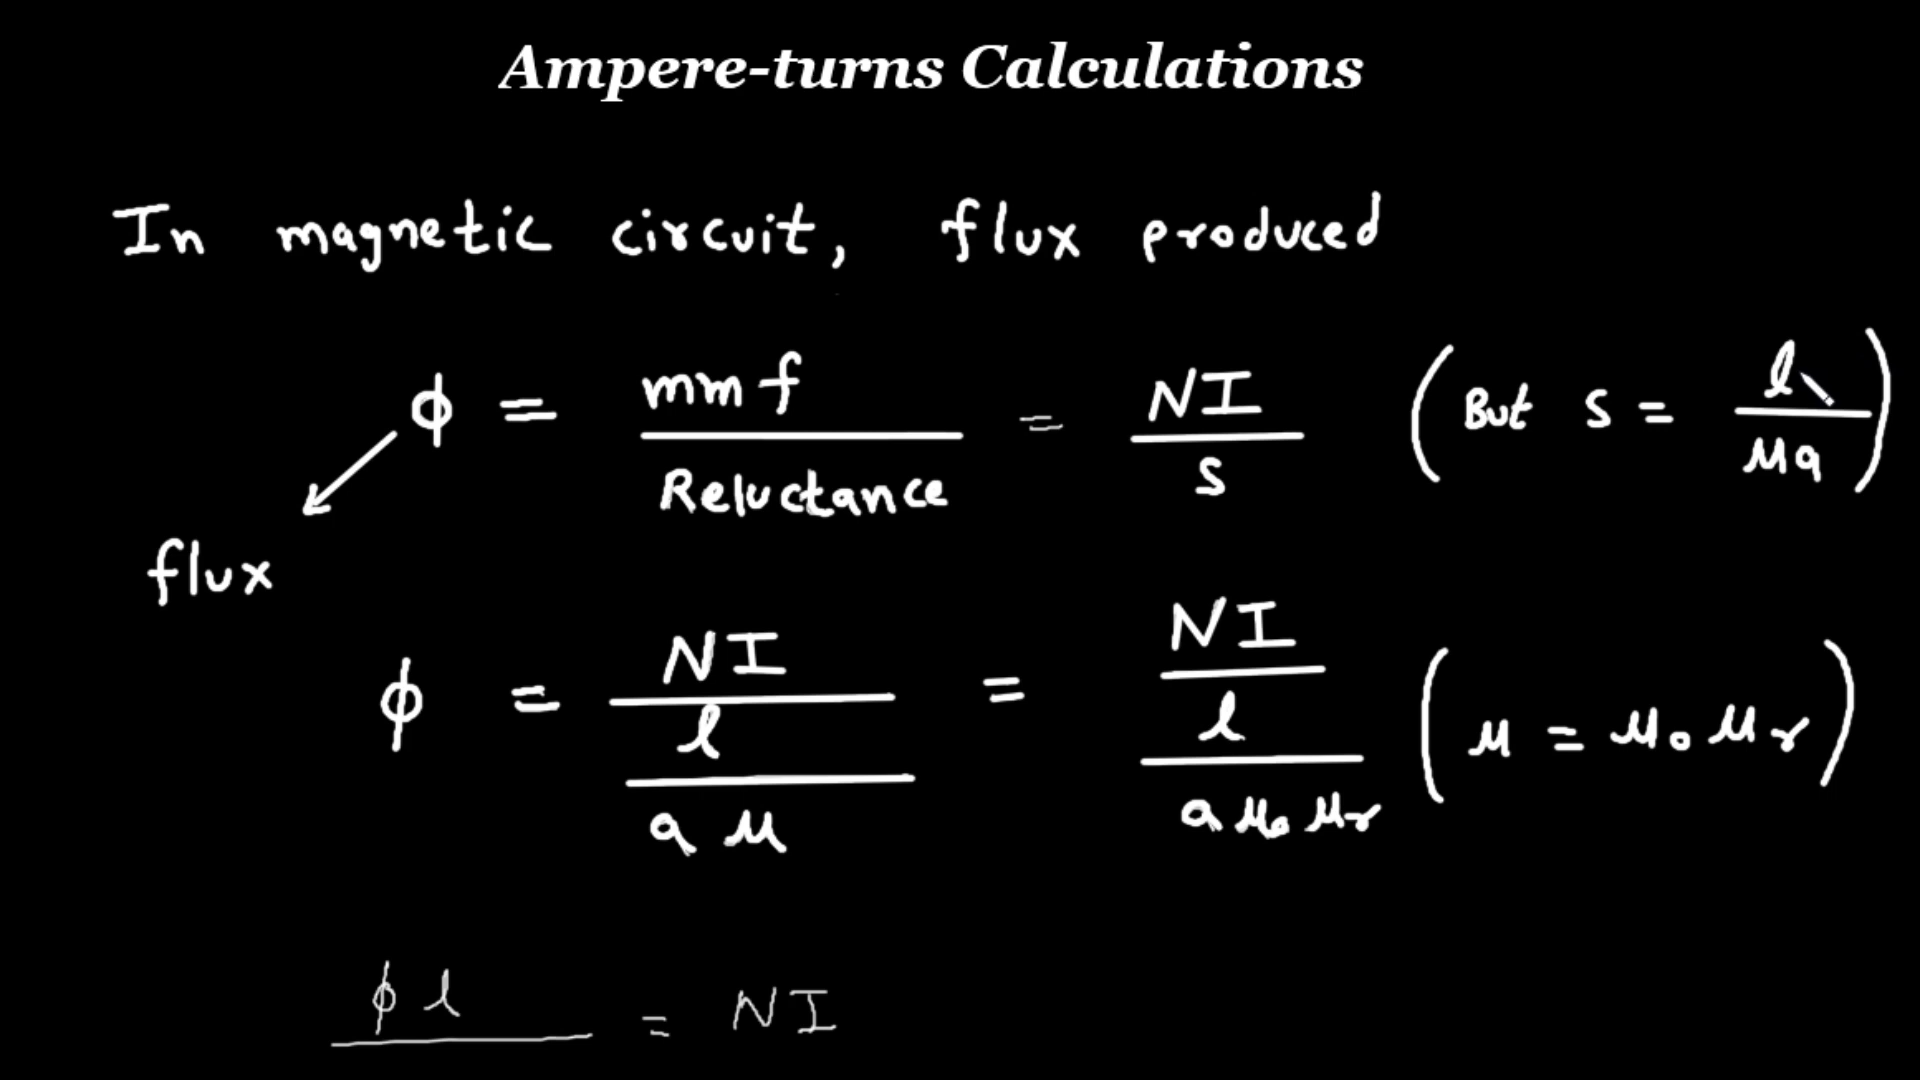 Ampere-turns Calculations
In magnetic circuit, flux produced
ϕ = mmf / Reluctance = NI / S (But S = l / μa)
flux
ϕ = NI / (l / aμ) = NI / (l / aμ₀μᵣ) (μ = μ₀μᵣ)
ϕl / = NI